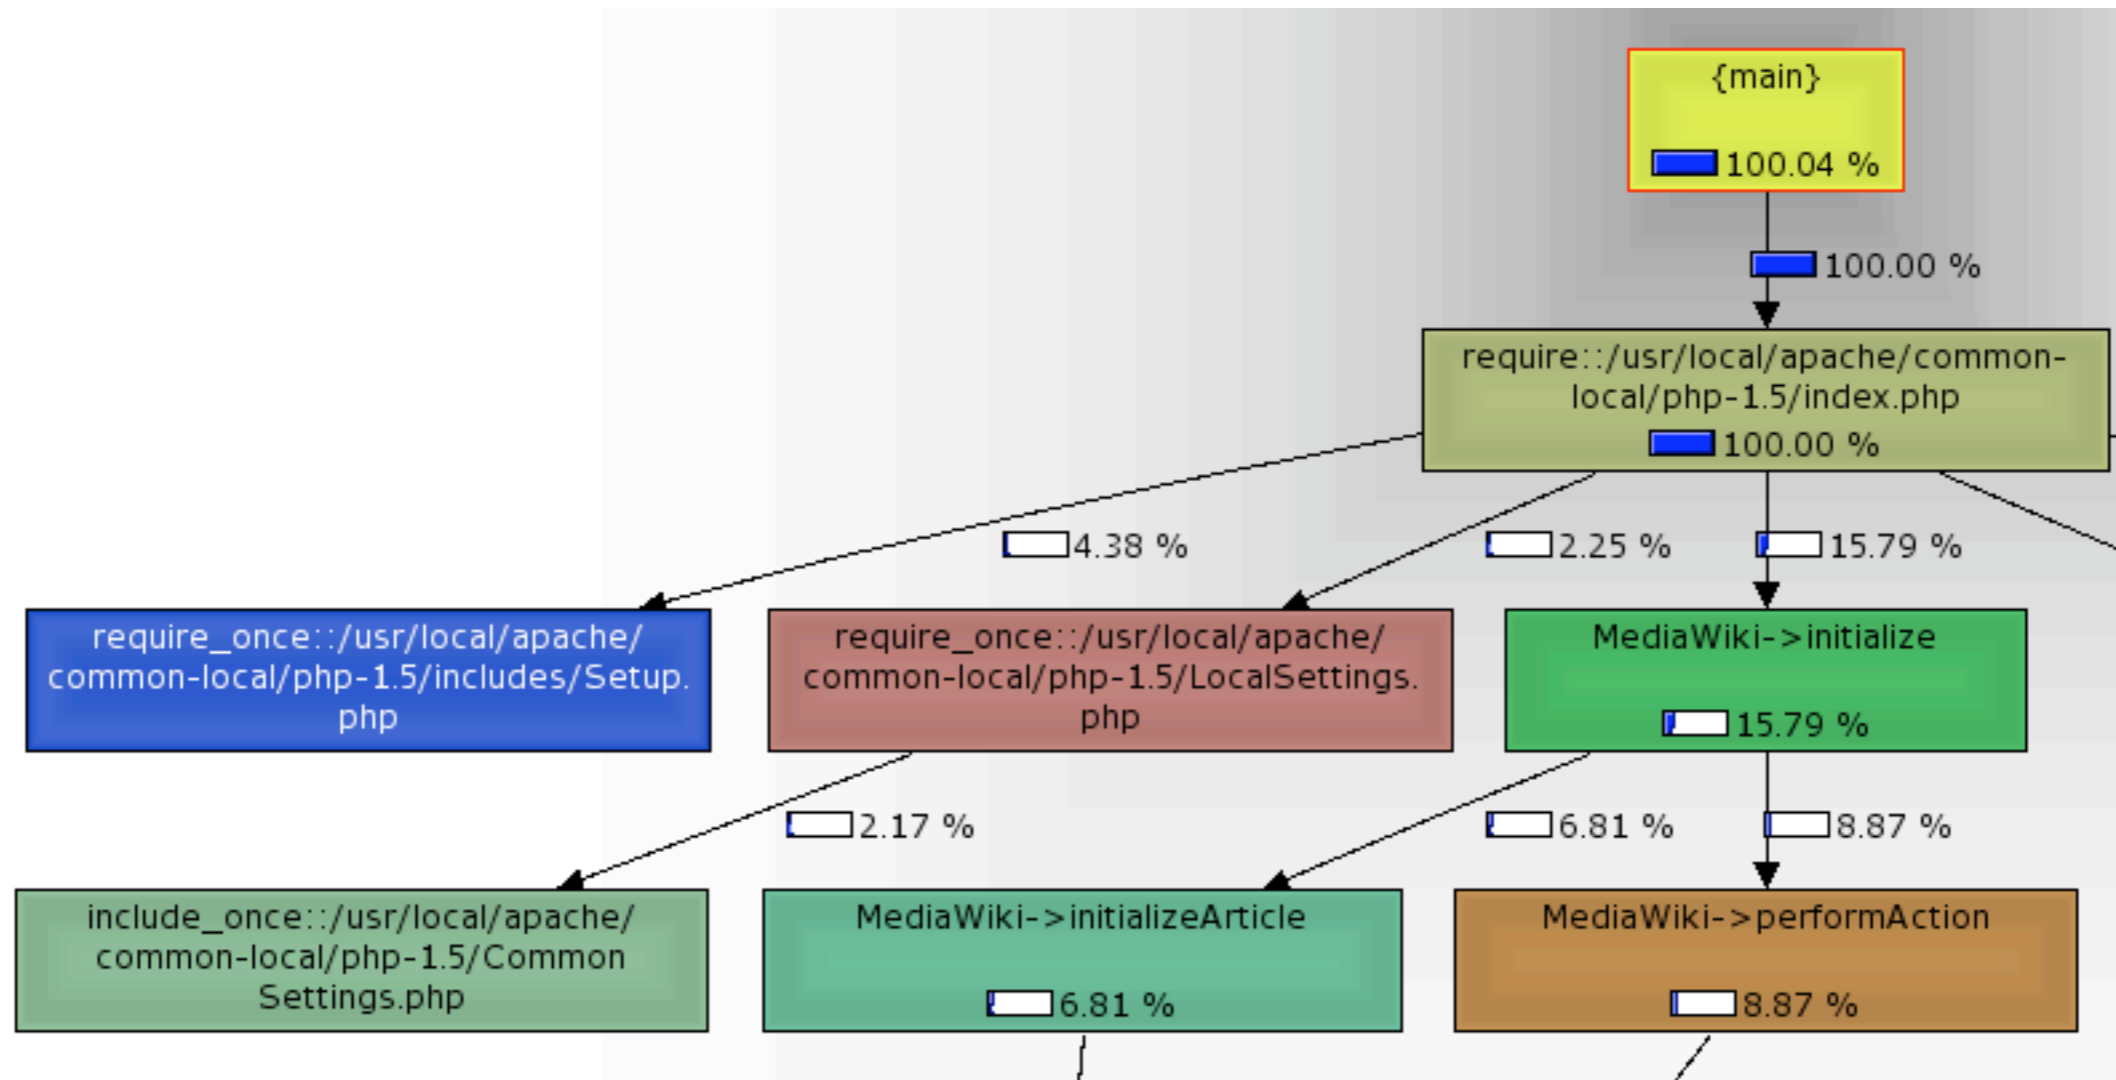 {main}
100.04 %
100.00 %
require::/usr/local/apache/common-
local/php-1.5/index.php
100.00 %
4.38 %
2.25 %
15.79 %
require_once::/usr/local/apache/
common-local/php-1.5/includes/Setup.
php
require_once::/usr/local/apache/
common-local/php-1.5/LocalSettings.
php
MediaWiki->initialize
15.79 %
2.17 %
6.81 %
8.87 %
include_once::/usr/local/apache/
common-local/php-1.5/Common
Settings.php
MediaWiki->initializeArticle
6.81 %
MediaWiki->performAction
8.87 %